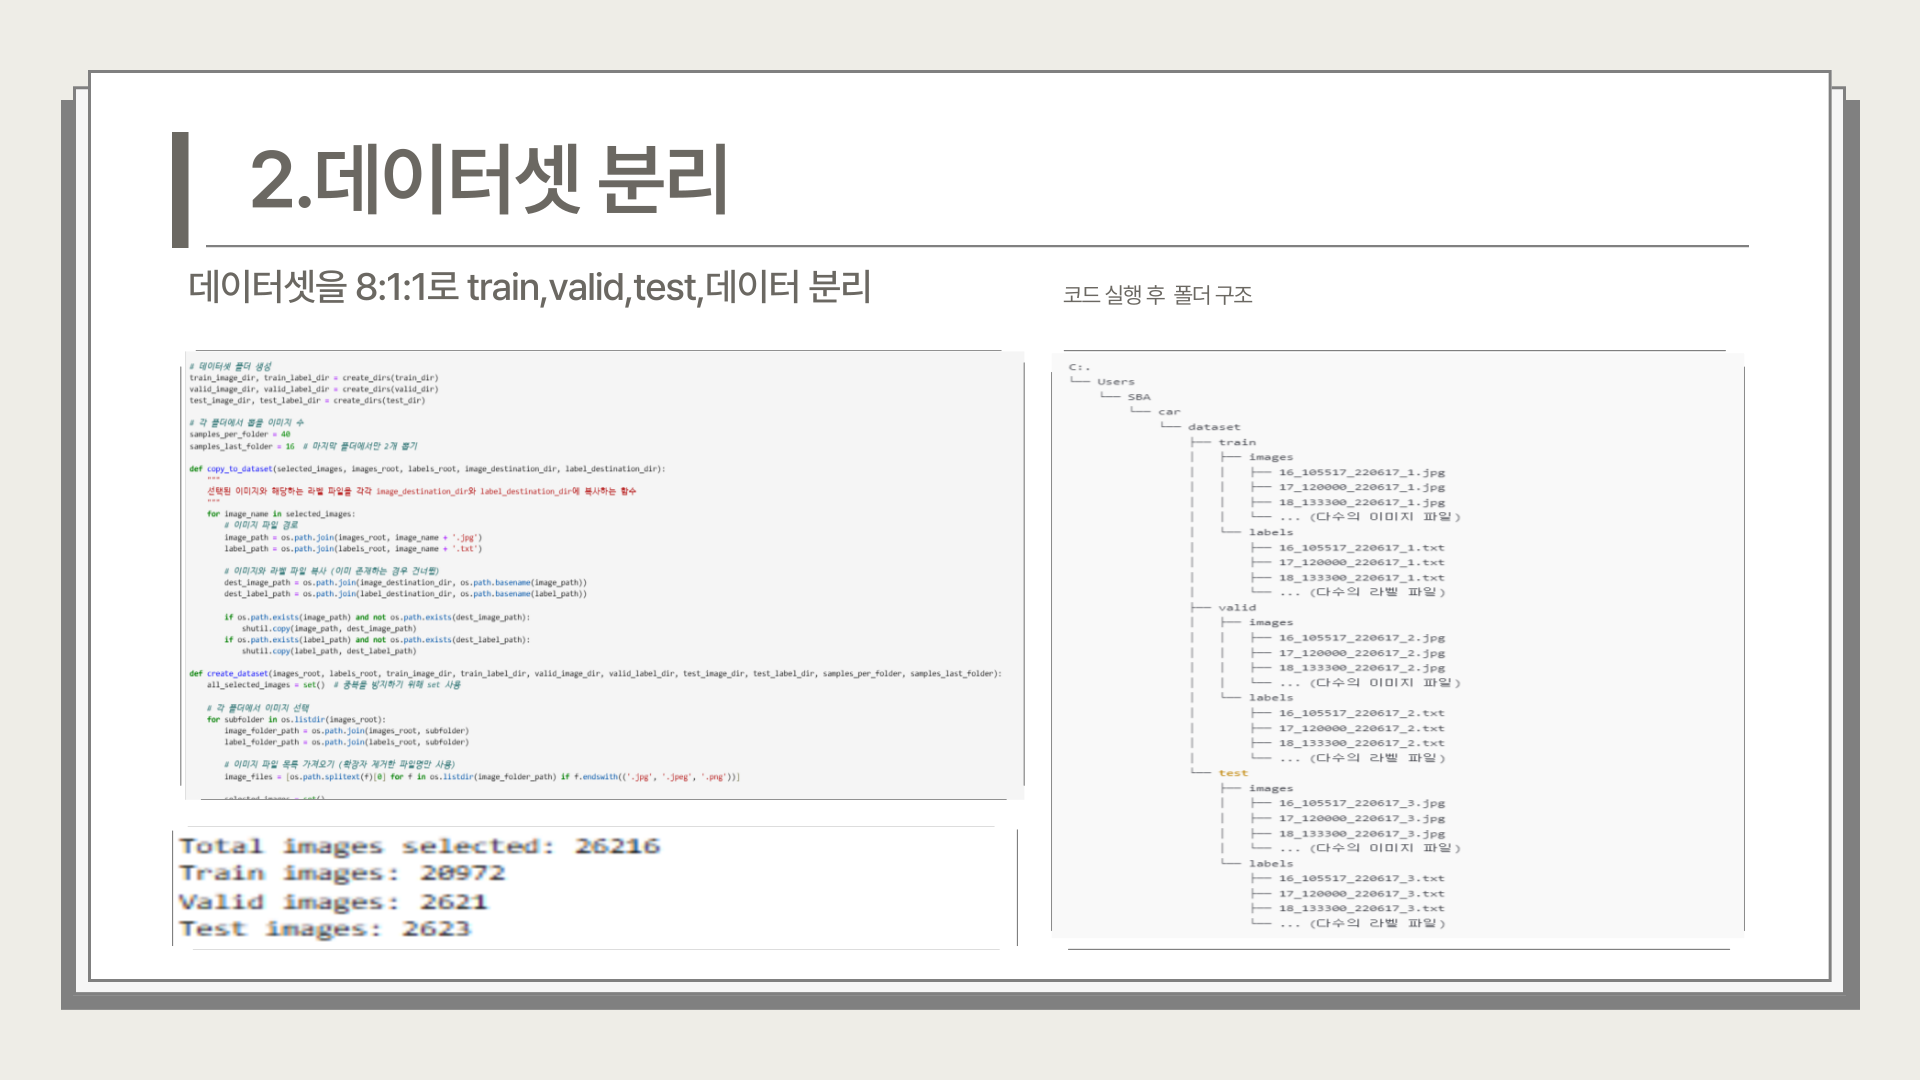 2.데이터셋 분리
데이터셋을 8:1:1로 train,valid,test,데이터 분리
# 데이터셋 폴더 생성
train_image_dir, train_label_dir = create_dirs(train_dir)
valid_image_dir, valid_label_dir = create_dirs(valid_dir)
test_image_dir, test_label_dir = create_dirs(test_dir)
# 각 폴더에서 뽑을 이미지 수
samples_per_folder = 40
samples_last_folder = 16  # 마지막 폴더에서만 2개 뽑기
def copy_to_dataset(selected_images, images_root, labels_root, image_destination_dir, label_destination_dir):
    """
    선택된 이미지와 해당하는 라벨 파일을 각각 image_destination_dir와 label_destination_dir에 복사하는 함수
    """
    for image_name in selected_images:
        # 이미지 파일 경로
        image_path = os.path.join(images_root, image_name + '.jpg')
        label_path = os.path.join(labels_root, image_name + '.txt')
        # 이미지와 라벨 파일 복사 (이미 존재하는 경우 건너뜀)
        dest_image_path = os.path.join(image_destination_dir, os.path.basename(image_path))
        dest_label_path = os.path.join(label_destination_dir, os.path.basename(label_path))
        if os.path.exists(image_path) and not os.path.exists(dest_image_path):
            shutil.copy(image_path, dest_image_path)
        if os.path.exists(label_path) and not os.path.exists(dest_label_path):
            shutil.copy(label_path, dest_label_path)
def create_dataset(images_root, labels_root, train_image_dir, train_label_dir, valid_image_dir, valid_label_dir, test_image_dir, test_label_dir, samples_per_folder, samples_last_folder):
    all_selected_images = set()  # 중복을 방지하기 위해 set 사용
    # 각 폴더에서 이미지 선택
    for subfolder in os.listdir(images_root):
        image_folder_path = os.path.join(images_root, subfolder)
        label_folder_path = os.path.join(labels_root, subfolder)
        # 이미지 파일 목록 가져오기 (확장자 제거한 파일명만 사용)
        image_files = [os.path.splitext(f)[0] for f in os.listdir(image_folder_path) if f.endswith(('.jpg', '.jpeg', '.png'))]
        selected_images = set()
Total images selected: 26216
Train images: 20972
Valid images: 2621
Test images: 2623
코드 실행 후 폴더 구조
C:.
└── Users
    └── SBA
        └── car
            └── dataset
                ├── train
                │   ├── images
                │   │   ├── 16_105517_220617_1.jpg
                │   │   ├── 17_120000_220617_1.jpg
                │   │   ├── 18_133300_220617_1.jpg
                │   │   └── ... (다수의 이미지 파일)
                │   └── labels
                │       ├── 16_105517_220617_1.txt
                │       ├── 17_120000_220617_1.txt
                │       ├── 18_133300_220617_1.txt
                │       └── ... (다수의 라벨 파일)
                ├── valid
                │   ├── images
                │   │   ├── 16_105517_220617_2.jpg
                │   │   ├── 17_120000_220617_2.jpg
                │   │   ├── 18_133300_220617_2.jpg
                │   │   └── ... (다수의 이미지 파일)
                │   └── labels
                │       ├── 16_105517_220617_2.txt
                │       ├── 17_120000_220617_2.txt
                │       ├── 18_133300_220617_2.txt
                │       └── ... (다수의 라벨 파일)
                └── test
                    ├── images
                    │   ├── 16_105517_220617_3.jpg
                    │   ├── 17_120000_220617_3.jpg
                    │   ├── 18_133300_220617_3.jpg
                    │   └── ... (다수의 이미지 파일)
                    └── labels
                        ├── 16_105517_220617_3.txt
                        ├── 17_120000_220617_3.txt
                        ├── 18_133300_220617_3.txt
                        └── ... (다수의 라벨 파일)